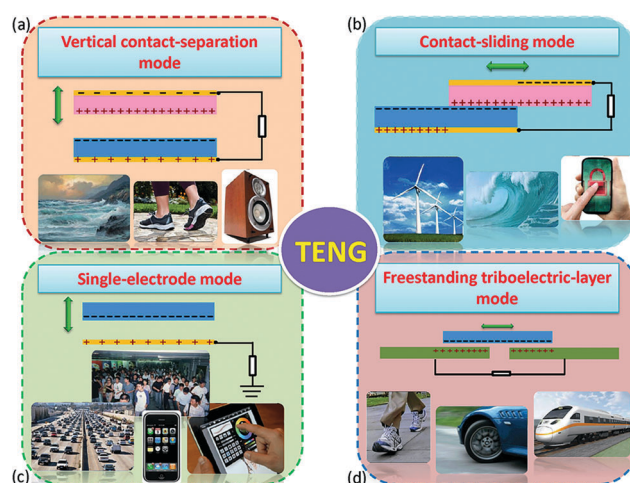 (a)
Vertical contact-separation
mode
(b)
Contact-sliding mode
TENG
Single-electrode mode
(c)
Freestanding triboelectric-layer
mode
(d)